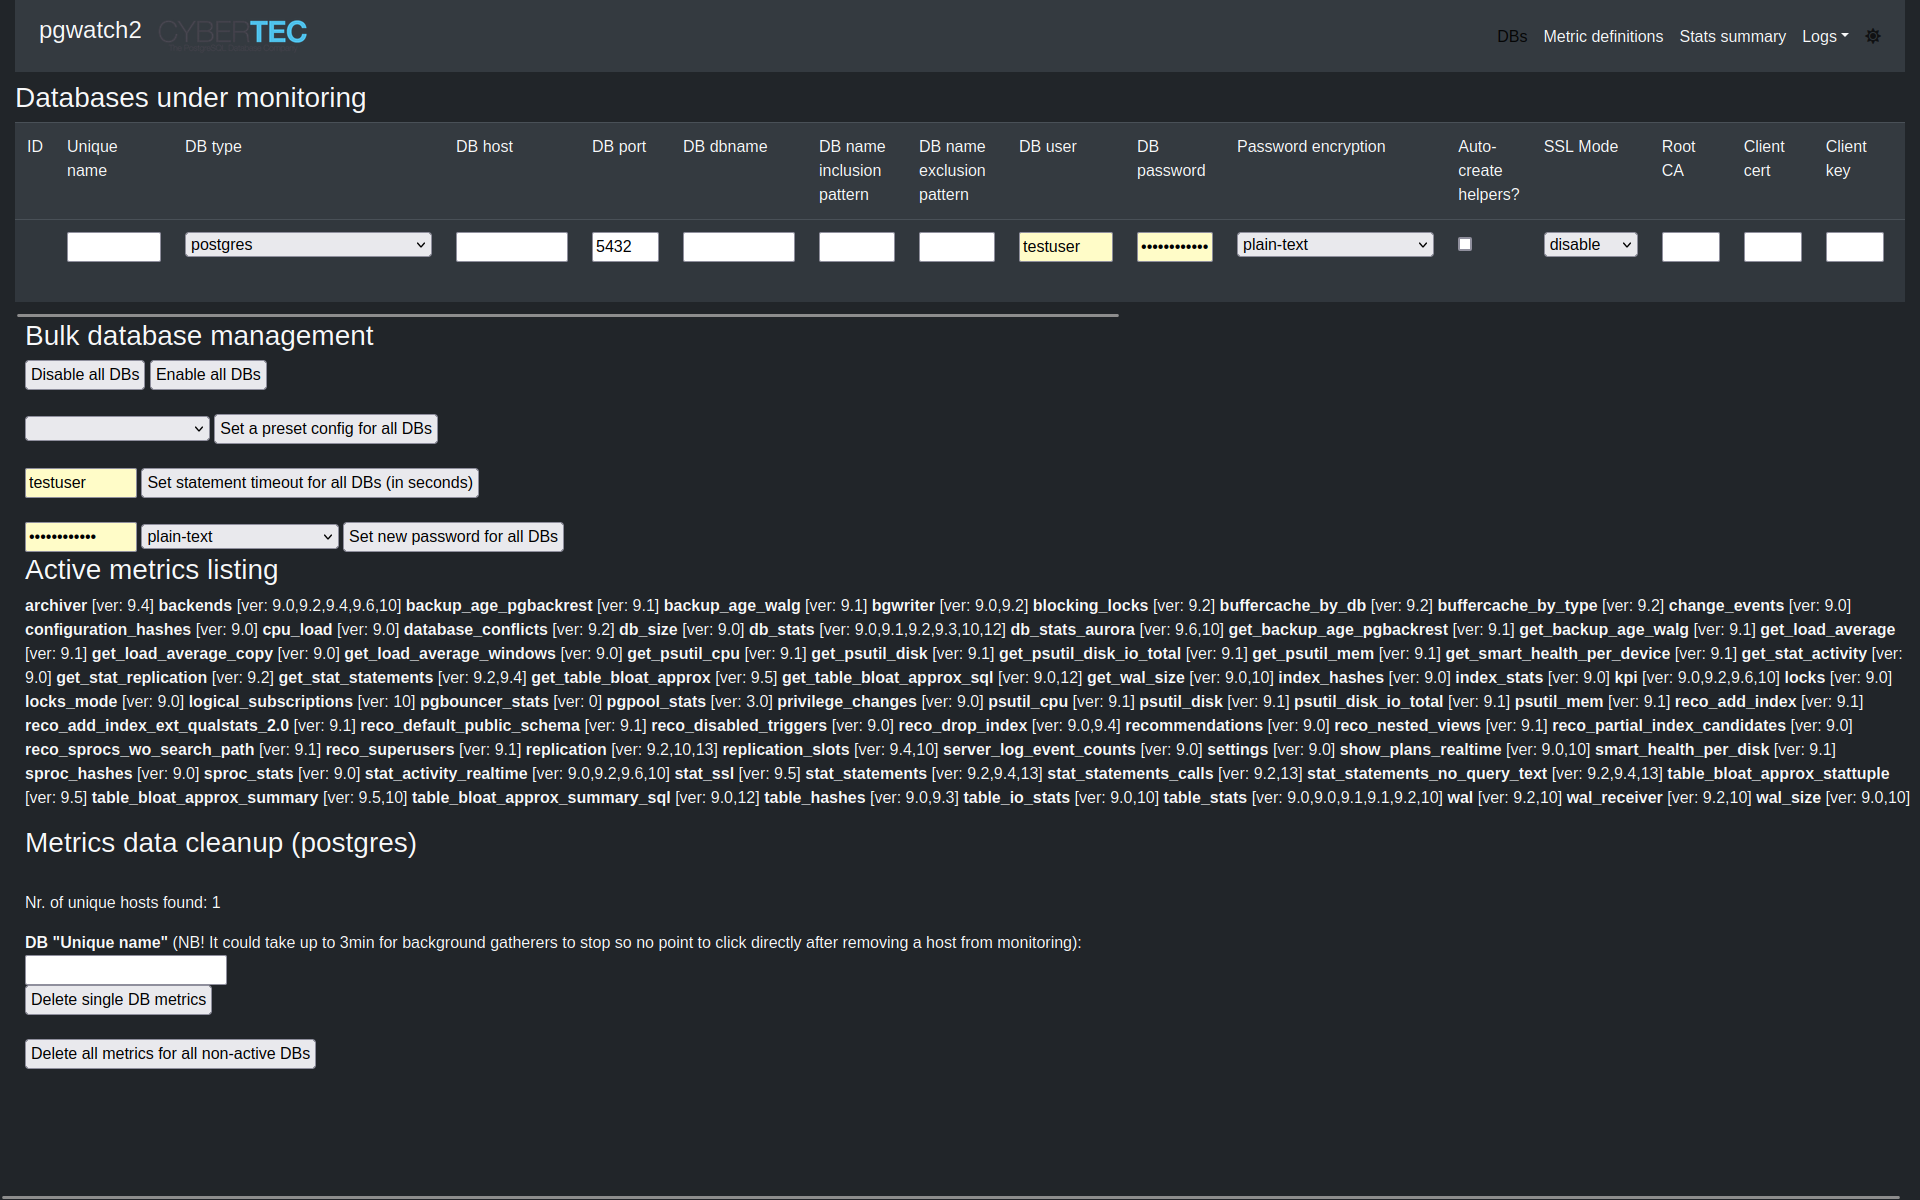 pgwatch2 CYBERTEC
DBs Metric definitions Stats summary Logs
Databases under monitoring
ID Unique name DB type DB host DB port DB dbname DB name inclusion pattern DB name exclusion pattern DB user DB password Password encryption Auto-create helpers? SSL Mode Root CA Client cert Client key
postgres 5432 testuser •••••••••••• plain-text disable
Bulk database management
Disable all DBs Enable all DBs
Set a preset config for all DBs
testuser Set statement timeout for all DBs (in seconds)
•••••••••••• plain-text Set new password for all DBs
Active metrics listing
archiver [ver: 9.4] backends [ver: 9.0,9.2,9.4,9.6,10] backup_age_pgbackrest [ver: 9.1] backup_age_walg [ver: 9.1] bgwriter [ver: 9.0,9.2] blocking_locks [ver: 9.2] buffercache_by_db [ver: 9.2] buffercache_by_type [ver: 9.2] change_events [ver: 9.0]
configuration_hashes [ver: 9.0] cpu_load [ver: 9.0] database_conflicts [ver: 9.2] db_size [ver: 9.0] db_stats [ver: 9.0,9.1,9.2,9.3,10,12] db_stats_aurora [ver: 9.6,10] get_backup_age_pgbackrest [ver: 9.1] get_backup_age_walg [ver: 9.1] get_load_average
[ver: 9.1] get_load_average_copy [ver: 9.0] get_load_average_windows [ver: 9.0] get_psutil_cpu [ver: 9.1] get_psutil_disk [ver: 9.1] get_psutil_disk_io_total [ver: 9.1] get_psutil_mem [ver: 9.1] get_smart_health_per_device [ver: 9.1] get_stat_activity [ver:
9.0] get_stat_replication [ver: 9.2] get_stat_statements [ver: 9.2,9.4] get_table_bloat_approx [ver: 9.5] get_table_bloat_approx_sql [ver: 9.0,12] get_wal_size [ver: 9.0,10] index_hashes [ver: 9.0] index_stats [ver: 9.0] kpi [ver: 9.0,9.2,9.6,10] locks [ver: 9.0]
locks_mode [ver: 9.0] logical_subscriptions [ver: 10] pgbouncer_stats [ver: 0] pgpool_stats [ver: 3.0] privilege_changes [ver: 9.0] psutil_cpu [ver: 9.1] psutil_disk [ver: 9.1] psutil_disk_io_total [ver: 9.1] psutil_mem [ver: 9.1] reco_add_index [ver: 9.1]
reco_add_index_ext_qualstats_2.0 [ver: 9.1] reco_default_public_schema [ver: 9.1] reco_disabled_triggers [ver: 9.0] reco_drop_index [ver: 9.0,9.4] recommendations [ver: 9.0] reco_nested_views [ver: 9.1] reco_partial_index_candidates [ver: 9.0]
reco_sprocs_wo_search_path [ver: 9.1] reco_superusers [ver: 9.1] replication [ver: 9.2,10,13] replication_slots [ver: 9.4,10] server_log_event_counts [ver: 9.0] settings [ver: 9.0] show_plans_realtime [ver: 9.0,10] smart_health_per_disk [ver: 9.1]
sproc_hashes [ver: 9.0] sproc_stats [ver: 9.0] stat_activity_realtime [ver: 9.0,9.2,9.6,10] stat_ssl [ver: 9.5] stat_statements [ver: 9.2,9.4,13] stat_statements_calls [ver: 9.2,13] stat_statements_no_query_text [ver: 9.2,9.4,13] table_bloat_approx_stattuple
[ver: 9.5] table_bloat_approx_summary [ver: 9.5,10] table_bloat_approx_summary_sql [ver: 9.0,12] table_hashes [ver: 9.0,9.3] table_io_stats [ver: 9.0,10] table_stats [ver: 9.0,9.0,9.1,9.1,9.2,10] wal [ver: 9.2,10] wal_receiver [ver: 9.2,10] wal_size [ver: 9.0,10]
Metrics data cleanup (postgres)
Nr. of unique hosts found: 1
DB "Unique name" (NB! It could take up to 3min for background gatherers to stop so no point to click directly after removing a host from monitoring):
Delete single DB metrics
Delete all metrics for all non-active DBs